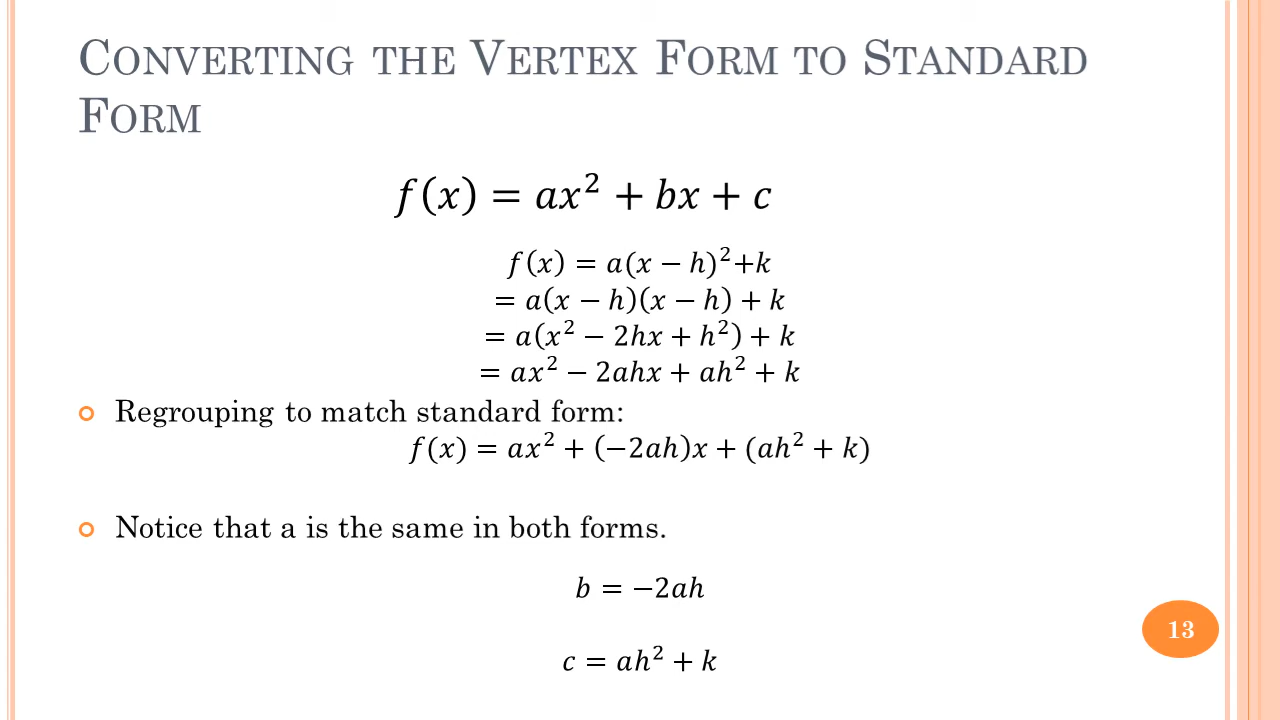 Converting the Vertex Form to Standard
Form
f(x) = ax² + bx + c
f(x) = a(x − h)²+k
= a(x − h)(x − h) + k
= a(x² − 2hx + h²) + k
= ax² − 2ahx + ah² + k
Regrouping to match standard form:
f(x) = ax² + (−2ah)x + (ah² + k)
Notice that a is the same in both forms.
b = −2ah
13
c = ah² + k